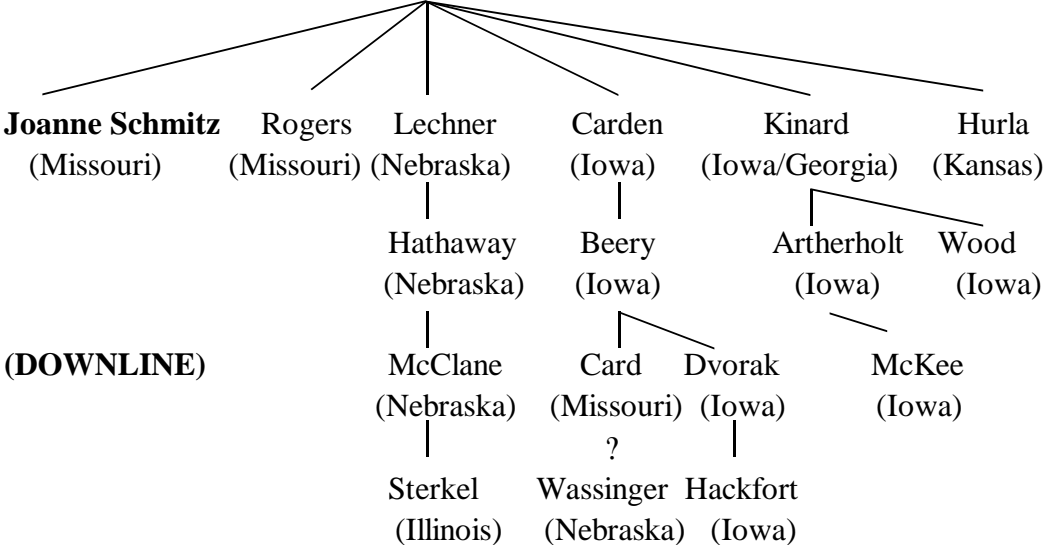 Joanne Schmitz Rogers Lechner Carden Kinard Hurla
(Missouri) (Missouri) (Nebraska) (Iowa) (Iowa/Georgia) (Kansas)
Hathaway Beery Artherholt Wood
(Nebraska) (Iowa) (Iowa) (Iowa)
(DOWNLINE) McClane Card Dvorak McKee
(Nebraska) (Missouri) (Iowa) (Iowa)
?
Sterkel Wassinger Hackfort
(Illinois) (Nebraska) (Iowa)